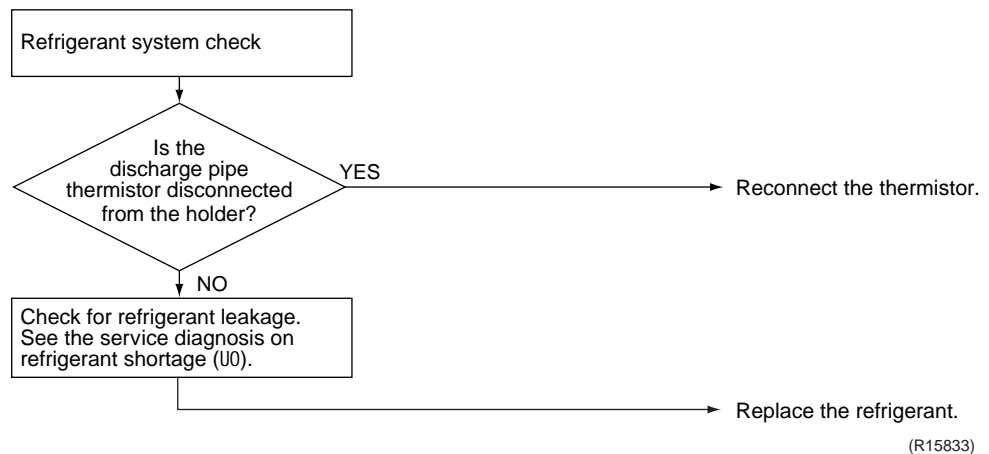 Refrigerant system check
Is the
discharge pipe
thermistor disconnected
from the holder?
YES
Reconnect the thermistor.
NO
Check for refrigerant leakage.
See the service diagnosis on
refrigerant shortage (U0).
Replace the refrigerant.
(R15833)